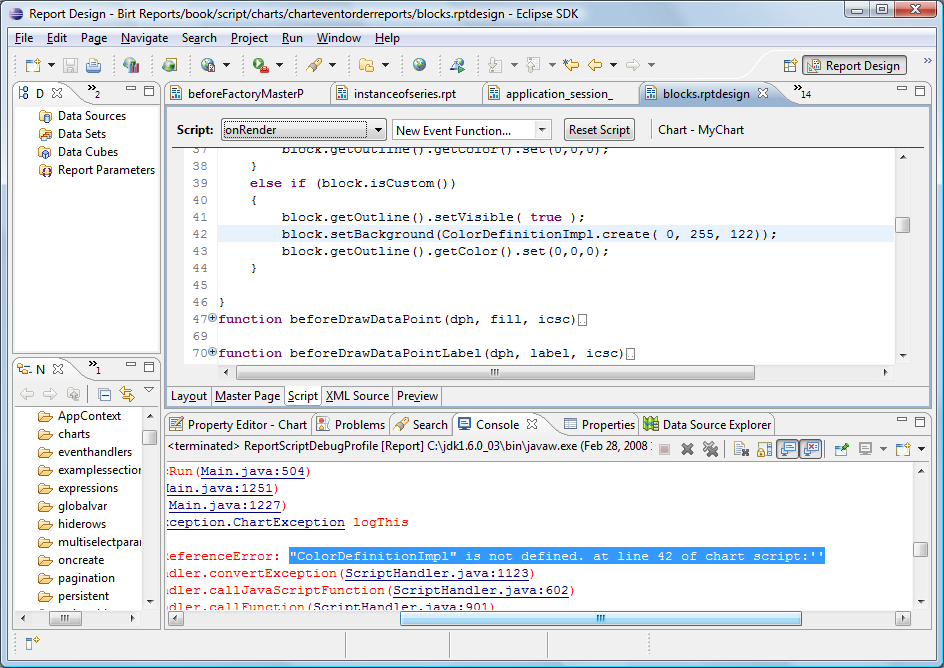 Report Design - Birt Reports/book/script/charts/charteventorderreports/blocks.rptdesign - Eclipse SDK
File Edit Page Navigate Search Project Run Window Help
Report Design
D
2
Data Sources
Data Sets
Data Cubes
Report Parameters
beforeFactoryMasterP instanceofseries.rpt application_session_ blocks.rptdesign 14
Script: onRender New Event Function... Reset Script Chart - MyChart
37 block.getOutline().getColor().set(0,0,0);
38 }
39 else if (block.isCustom())
40 {
41 block.getOutline().setVisible( true );
42 block.setBackground(ColorDefinitionImpl.create( 0, 255, 122));
43 block.getOutline().getColor().set(0,0,0);
44 }
45
46 }
47 function beforeDrawDataPoint(dph, fill, icsc)
69
70 function beforeDrawDataPointLabel(dph, label, icsc)
Layout Master Page Script XML Source Preview
N
1
AppContext
charts
eventhandlers
examplessection
expressions
globalvar
hiderows
multiselectpara
oncreate
pagination
persistent
Property Editor - Chart Problems Search Console Properties Data Source Explorer
<terminated> ReportScriptDebugProfile [Report] C:\jdk1.6.0_03\bin\javaw.exe (Feb 28, 2008
Run(Main.java:504)
Main.java:1251)
Main.java:1227)
xception.ChartException logThis
eferenceError: "ColorDefinitionImpl" is not defined. at line 42 of chart script:''
dler.convertException(ScriptHandler.java:1123)
dler.callJavaScriptFunction(ScriptHandler.java:602)
dler.callFunction(ScriptHandler.java:901)